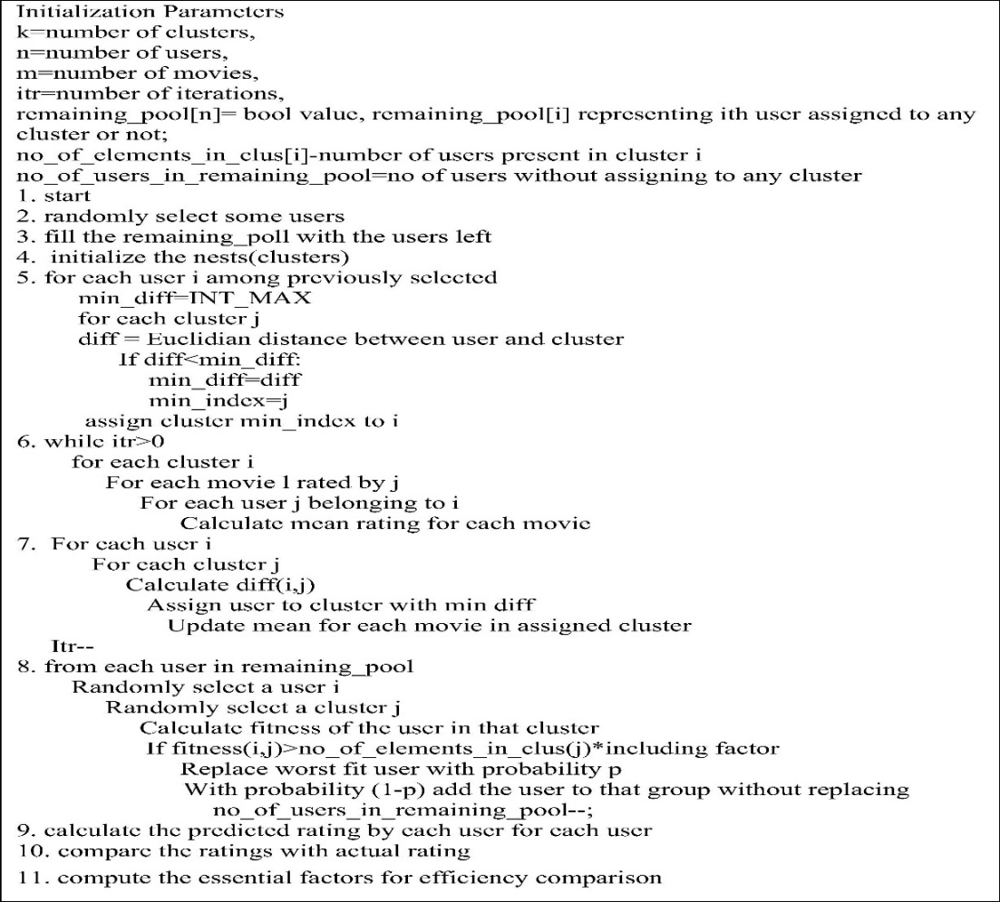 Initialization Parameters
k=number of clusters,
n=number of users,
m=number of movies,
itr=number of iterations,
remaining_pool[n]= bool value, remaining_pool[i] representing ith user assigned to any
cluster or not;
no_of_elements_in_clus[i]-number of users present in cluster i
no_of_users_in_remaining_pool=no of users without assigning to any cluster
1. start
2. randomly select some users
3. fill the remaining_poll with the users left
4. initialize the nests(clusters)
5. for each user i among previously selected
min_diff=INT_MAX
for each cluster j
diff = Euclidian distance between user and cluster
If diff<min_diff:
min_diff=diff
min_index=j
assign cluster min_index to i
6. while itr>0
for each cluster i
For each movie l rated by j
For each user j belonging to i
Calculate mean rating for each movie
7. For each user i
For each cluster j
Calculate diff(i,j)
Assign user to cluster with min diff
Update mean for each movie in assigned cluster
Itr--
8. from each user in remaining_pool
Randomly select a user i
Randomly select a cluster j
Calculate fitness of the user in that cluster
If fitness(i,j)>no_of_elements_in_clus(j)*including factor
Replace worst fit user with probability p
With probability (1-p) add the user to that group without replacing
no_of_users_in_remaining_pool--;
9. calculate the predicted rating by each user for each user
10. compare the ratings with actual rating
11. compute the essential factors for efficiency comparison